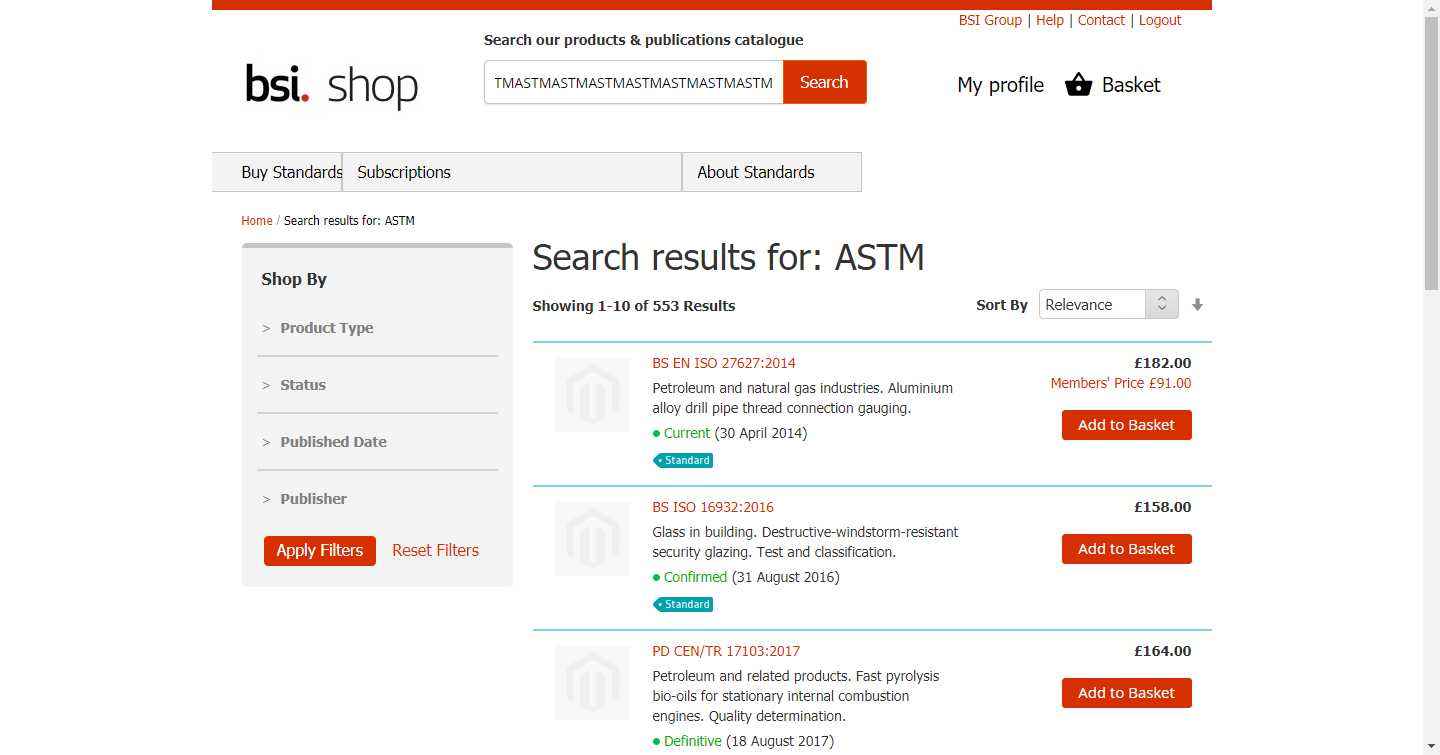 BSI Group | Help | Contact | Logout
Search our products & publications catalogue
bsi. shop
TMASTMASTMASTMASTMASTMASTM
Search
My profile
Basket
Buy Standards
Subscriptions
About Standards
Home / Search results for: ASTM
Shop By
> Product Type
> Status
> Published Date
> Publisher
Apply Filters
Reset Filters
Search results for: ASTM
Showing 1-10 of 553 Results
Sort By
Relevance
BS EN ISO 27627:2014
Petroleum and natural gas industries. Aluminium
alloy drill pipe thread connection gauging.
Current (30 April 2014)
Standard
£182.00
Members' Price £91.00
Add to Basket
BS ISO 16932:2016
Glass in building. Destructive-windstorm-resistant
security glazing. Test and classification.
Confirmed (31 August 2016)
Standard
£158.00
Add to Basket
PD CEN/TR 17103:2017
Petroleum and related products. Fast pyrolysis
bio-oils for stationary internal combustion
engines. Quality determination.
Definitive (18 August 2017)
£164.00
Add to Basket